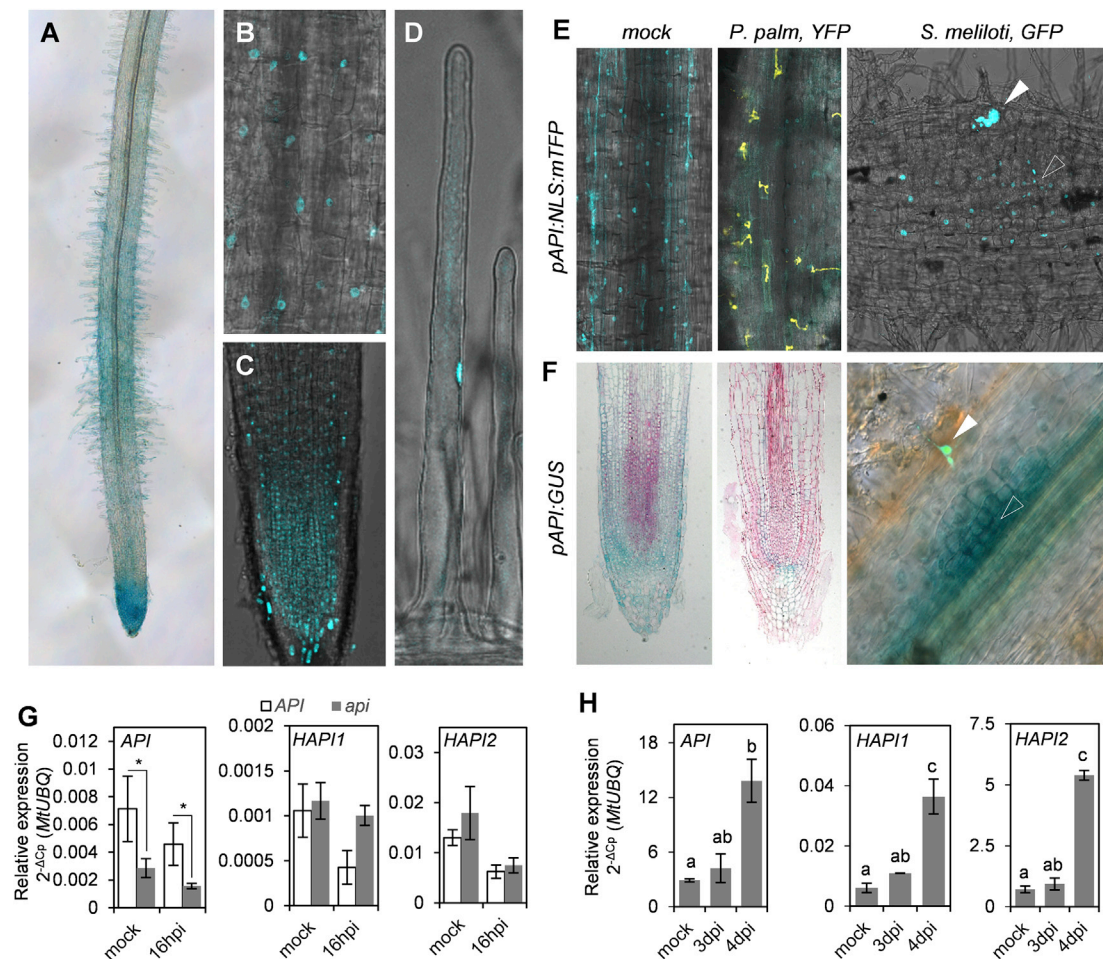 A
B
C
D
E
mock
P. palm, YFP
S. meliloti, GFP
pAPI:NLS:mTFP
F
pAPI:GUS
G
API
api
Relative expression
2-ΔCp (MtUBQ)
0.012
0.01
0.008
0.006
0.004
0.002
0
API
*
*
mock
16hpi
0.002
0.0015
0.001
0.0005
0
HAPI1
mock
16hpi
0.03
0.02
0.01
0
HAPI2
mock
16hpi
H
Relative expression
2-ΔCp (MtUBQ)
18
12
6
0
API
a
ab
b
mock
3dpi
4dpi
0.06
0.04
0.02
0
HAPI1
a
ab
c
mock
3dpi
4dpi
7.5
5
2.5
0
HAPI2
a
ab
c
mock
3dpi
4dpi